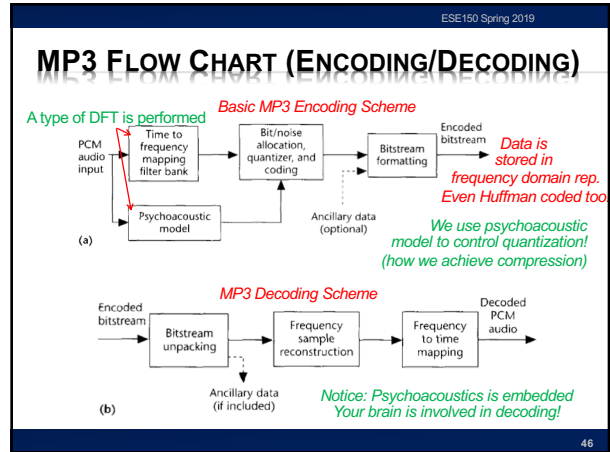 ESE150 Spring 2019
MP3 FLOW CHART (ENCODING/DECODING)
A type of DFT is performed
Basic MP3 Encoding Scheme
PCM
audio
input
Time to
frequency
mapping
filter bank
Bit/noise
allocation,
quantizer, and
coding
Bitstream
formatting
Encoded
bitstream
Data is
stored in
frequency domain rep.
Even Huffman coded too.
Psychoacoustic
model
Ancillary data
(optional)
(a)
We use psychoacoustic
model to control quantization!
(how we achieve compression)
MP3 Decoding Scheme
Encoded
bitstream
Bitstream
unpacking
Frequency
sample
reconstruction
Frequency
to time
mapping
Decoded
PCM
audio
Ancillary data
(if included)
(b)
Notice: Psychoacoustics is embedded
Your brain is involved in decoding!
46